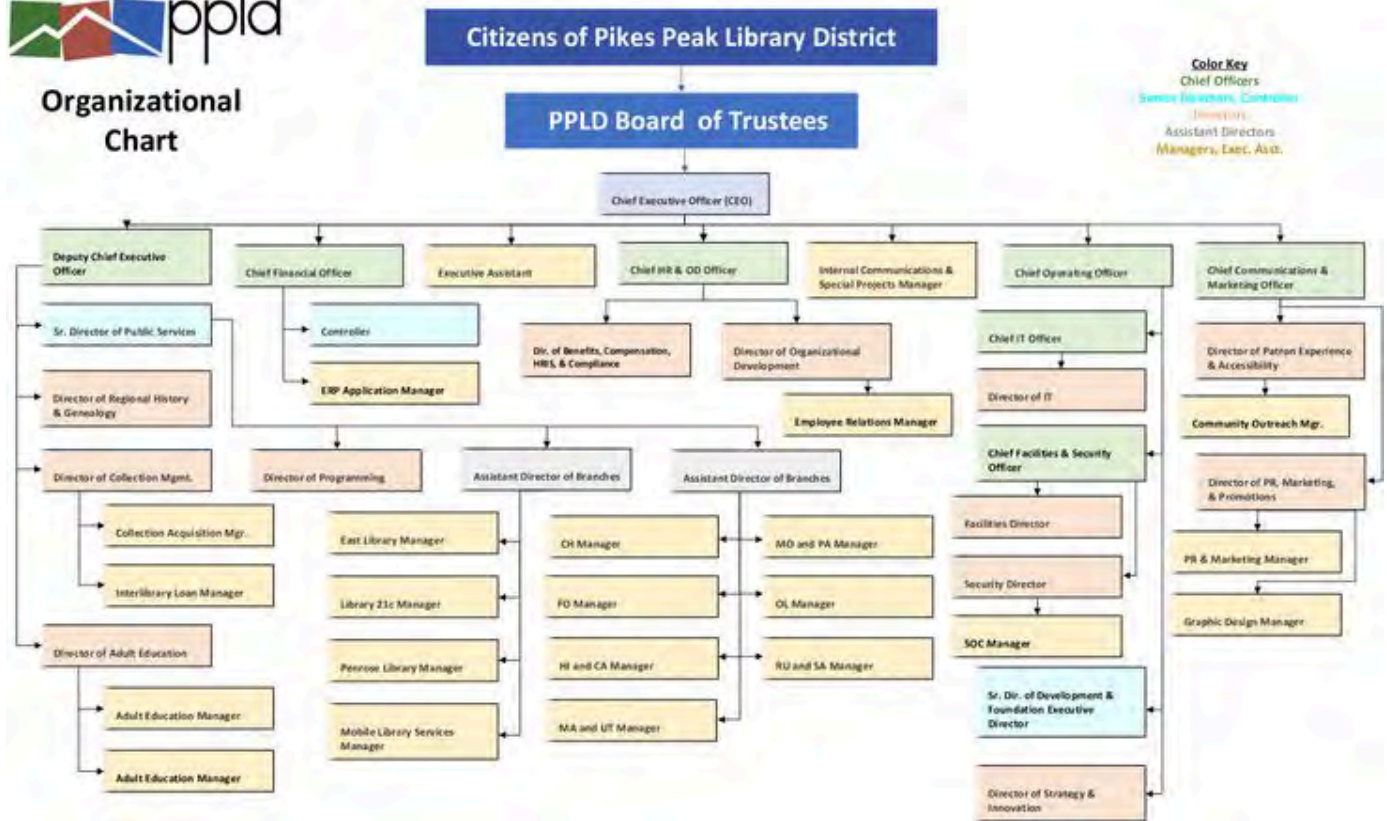 ppld
Organizational
Chart
Citizens of Pikes Peak Library District
PPLD Board of Trustees
Color Key
Chief Officers
Senior Directors, Controller
Directors
Assistant Directors
Managers, Exec. Asst.
Chief Executive Officer (CEO)
Deputy Chief Executive
Officer
Chief Financial Officer
Executive Assistant
Chief HR & OD Officer
Internal Communications &
Special Projects Manager
Chief Operating Officer
Chief Communications &
Marketing Officer
Sr. Director of Public Services
Controller
Dir. of Benefits, Compensation,
HRIS, & Compliance
Director of Organizational
Development
Chief IT Officer
Director of Patron Experience
& Accessibility
Director of Regional History
& Genealogy
ERP Application Manager
Employee Relations Manager
Director of IT
Community Outreach Mgr.
Director of Collection Mgmt.
Director of Programming
Assistant Director of Branches
Assistant Director of Branches
Chief Facilities & Security
Officer
Director of PR, Marketing,
& Promotions
Collection Acquisition Mgr.
East Library Manager
CH Manager
MO and PA Manager
Facilities Director
PR & Marketing Manager
Interlibrary Loan Manager
Library 21c Manager
FO Manager
OL Manager
Security Director
Graphic Design Manager
Director of Adult Education
Penrose Library Manager
HI and CA Manager
RU and SA Manager
SOC Manager
Adult Education Manager
Mobile Library Services
Manager
MA and UT Manager
Sr. Dir. of Development &
Foundation Executive
Director
Adult Education Manager
Director of Strategy &
Innovation